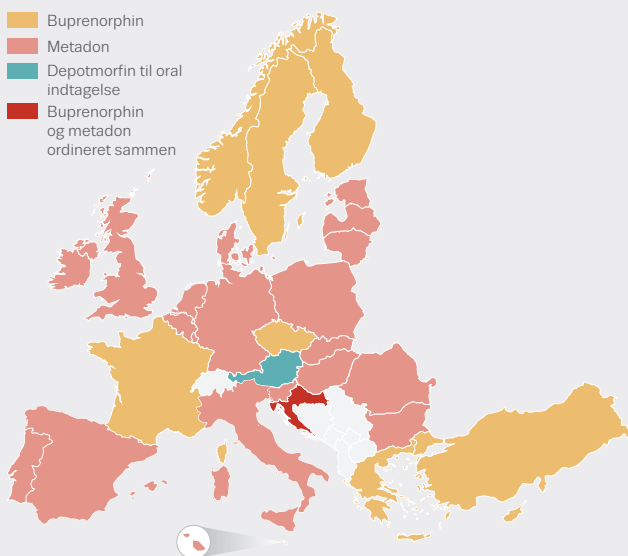 Buprenorphin
Metadon
Depotmorfin til oral
indtagelse
Buprenorphin
og metadon
ordineret sammen